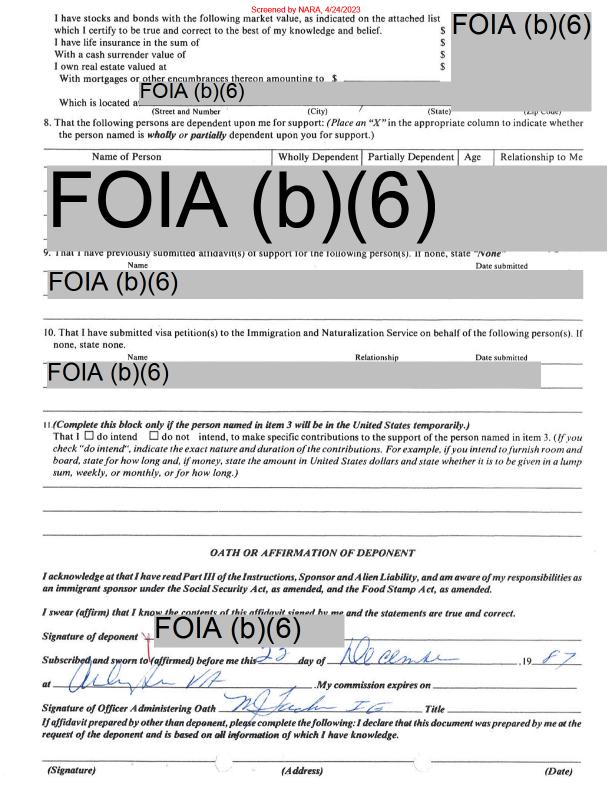 Screened by NARA, 4/24/2023
I have stocks and bonds with the following market value, as indicated on the attached list
which I certify to be true and correct to the best of my knowledge and belief. $ FOIA (b)(6)
I have life insurance in the sum of $
With a cash surrender value of $
I own real estate valued at $
With mortgages or other encumbrances thereon amounting to $
Which is located at FOIA (b)(6)
(Street and Number) (City) (State) (Zip Code)
8. That the following persons are dependent upon me for support: (Place an "X" in the appropriate column to indicate whether
the person named is wholly or partially dependent upon you for support.)
Name of Person Wholly Dependent Partially Dependent Age Relationship to Me
FOIA (b)(6)
9. That I have previously submitted affidavit(s) of support for the following person(s). If none, state "None"
Name Date submitted
FOIA (b)(6)
10. That I have submitted visa petition(s) to the Immigration and Naturalization Service on behalf of the following person(s). If
none, state none.
Name Relationship Date submitted
FOIA (b)(6)
11. (Complete this block only if the person named in item 3 will be in the United States temporarily.)
That I ☐ do intend ☐ do not intend, to make specific contributions to the support of the person named in item 3. (If you
check "do intend", indicate the exact nature and duration of the contributions. For example, if you intend to furnish room and
board, state for how long and, if money, state the amount in United States dollars and state whether it is to be given in a lump
sum, weekly, or monthly, or for how long.)
OATH OR AFFIRMATION OF DEPONENT
I acknowledge at that I have read Part III of the Instructions, Sponsor and Alien Liability, and am aware of my responsibilities as
an immigrant sponsor under the Social Security Act, as amended, and the Food Stamp Act, as amended.
I swear (affirm) that I know the contents of this affidavit signed by me and the statements are true and correct.
Signature of deponent FOIA (b)(6)
Subscribed and sworn to (affirmed) before me this 22 day of December ,19 87
at Arlington VA .My commission expires on
Signature of Officer Administering Oath Title
If affidavit prepared by other than deponent, please complete the following: I declare that this document was prepared by me at the
request of the deponent and is based on all information of which I have knowledge.
(Signature) (Address) (Date)